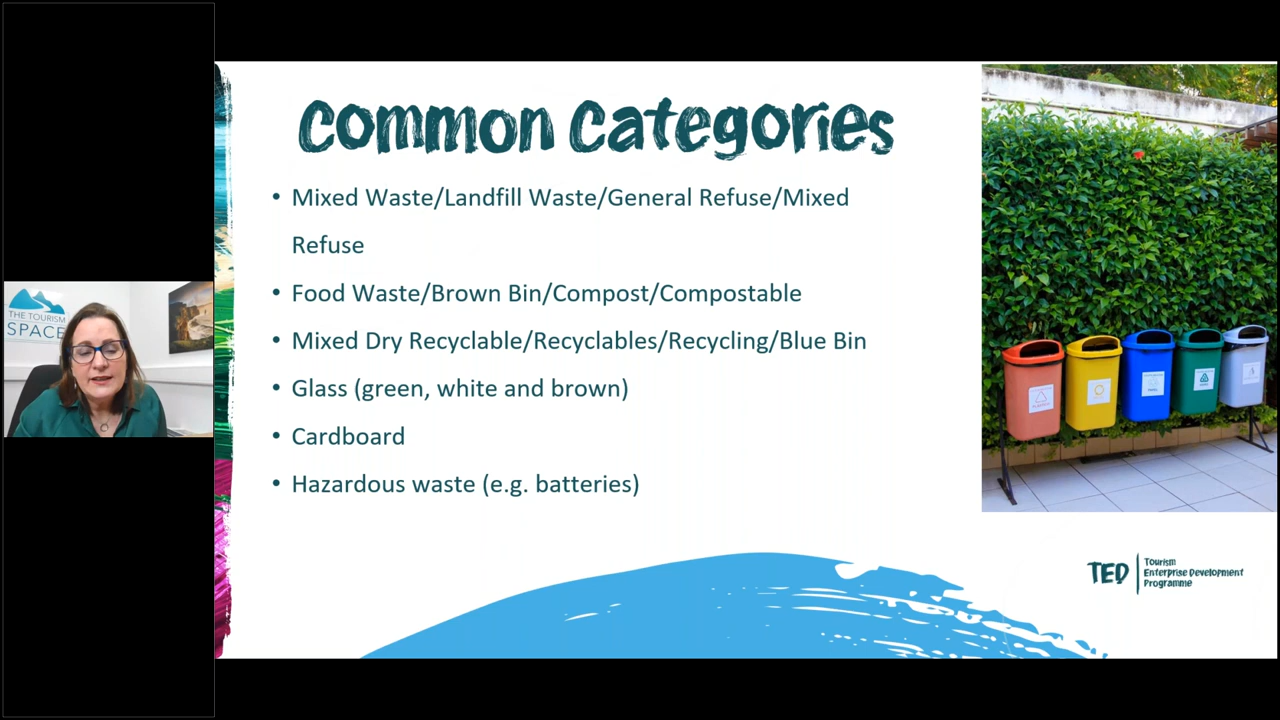 Common Categories
• Mixed Waste/Landfill Waste/General Refuse/Mixed
Refuse
• Food Waste/Brown Bin/Compost/Compostable
• Mixed Dry Recyclable/Recyclables/Recycling/Blue Bin
• Glass (green, white and brown)
• Cardboard
• Hazardous waste (e.g. batteries)
THE TOURISM
SPACE
TED
Tourism
Enterprise Development
Programme